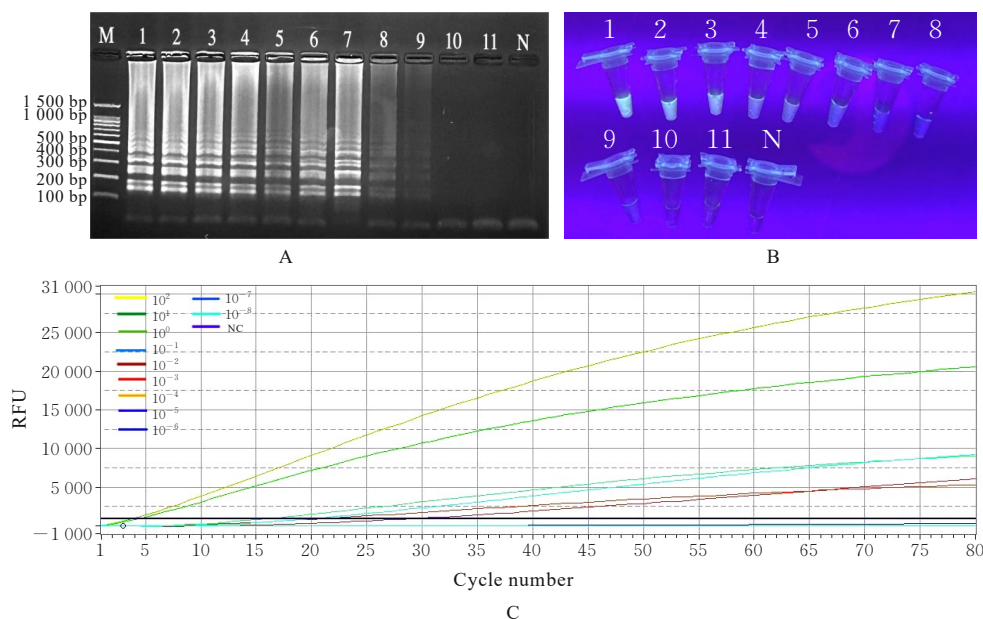 M 1 2 3 4 5 6 7 8 9 10 11 N
1 500 bp
1 000 bp
500 bp
400 bp
300 bp
200 bp
100 bp
A
1 2 3 4 5 6 7 8
9 10 11 N
B
31 000
25 000
20 000
15 000
10 000
5 000
−1 000
RFU
10²
10¹
10⁰
10⁻¹
10⁻²
10⁻³
10⁻⁴
10⁻⁵
10⁻⁶
10⁻⁷
10⁻⁸
NC
1 5 10 15 20 25 30 35 40 45 50 55 60 65 70 75 80
Cycle number
C